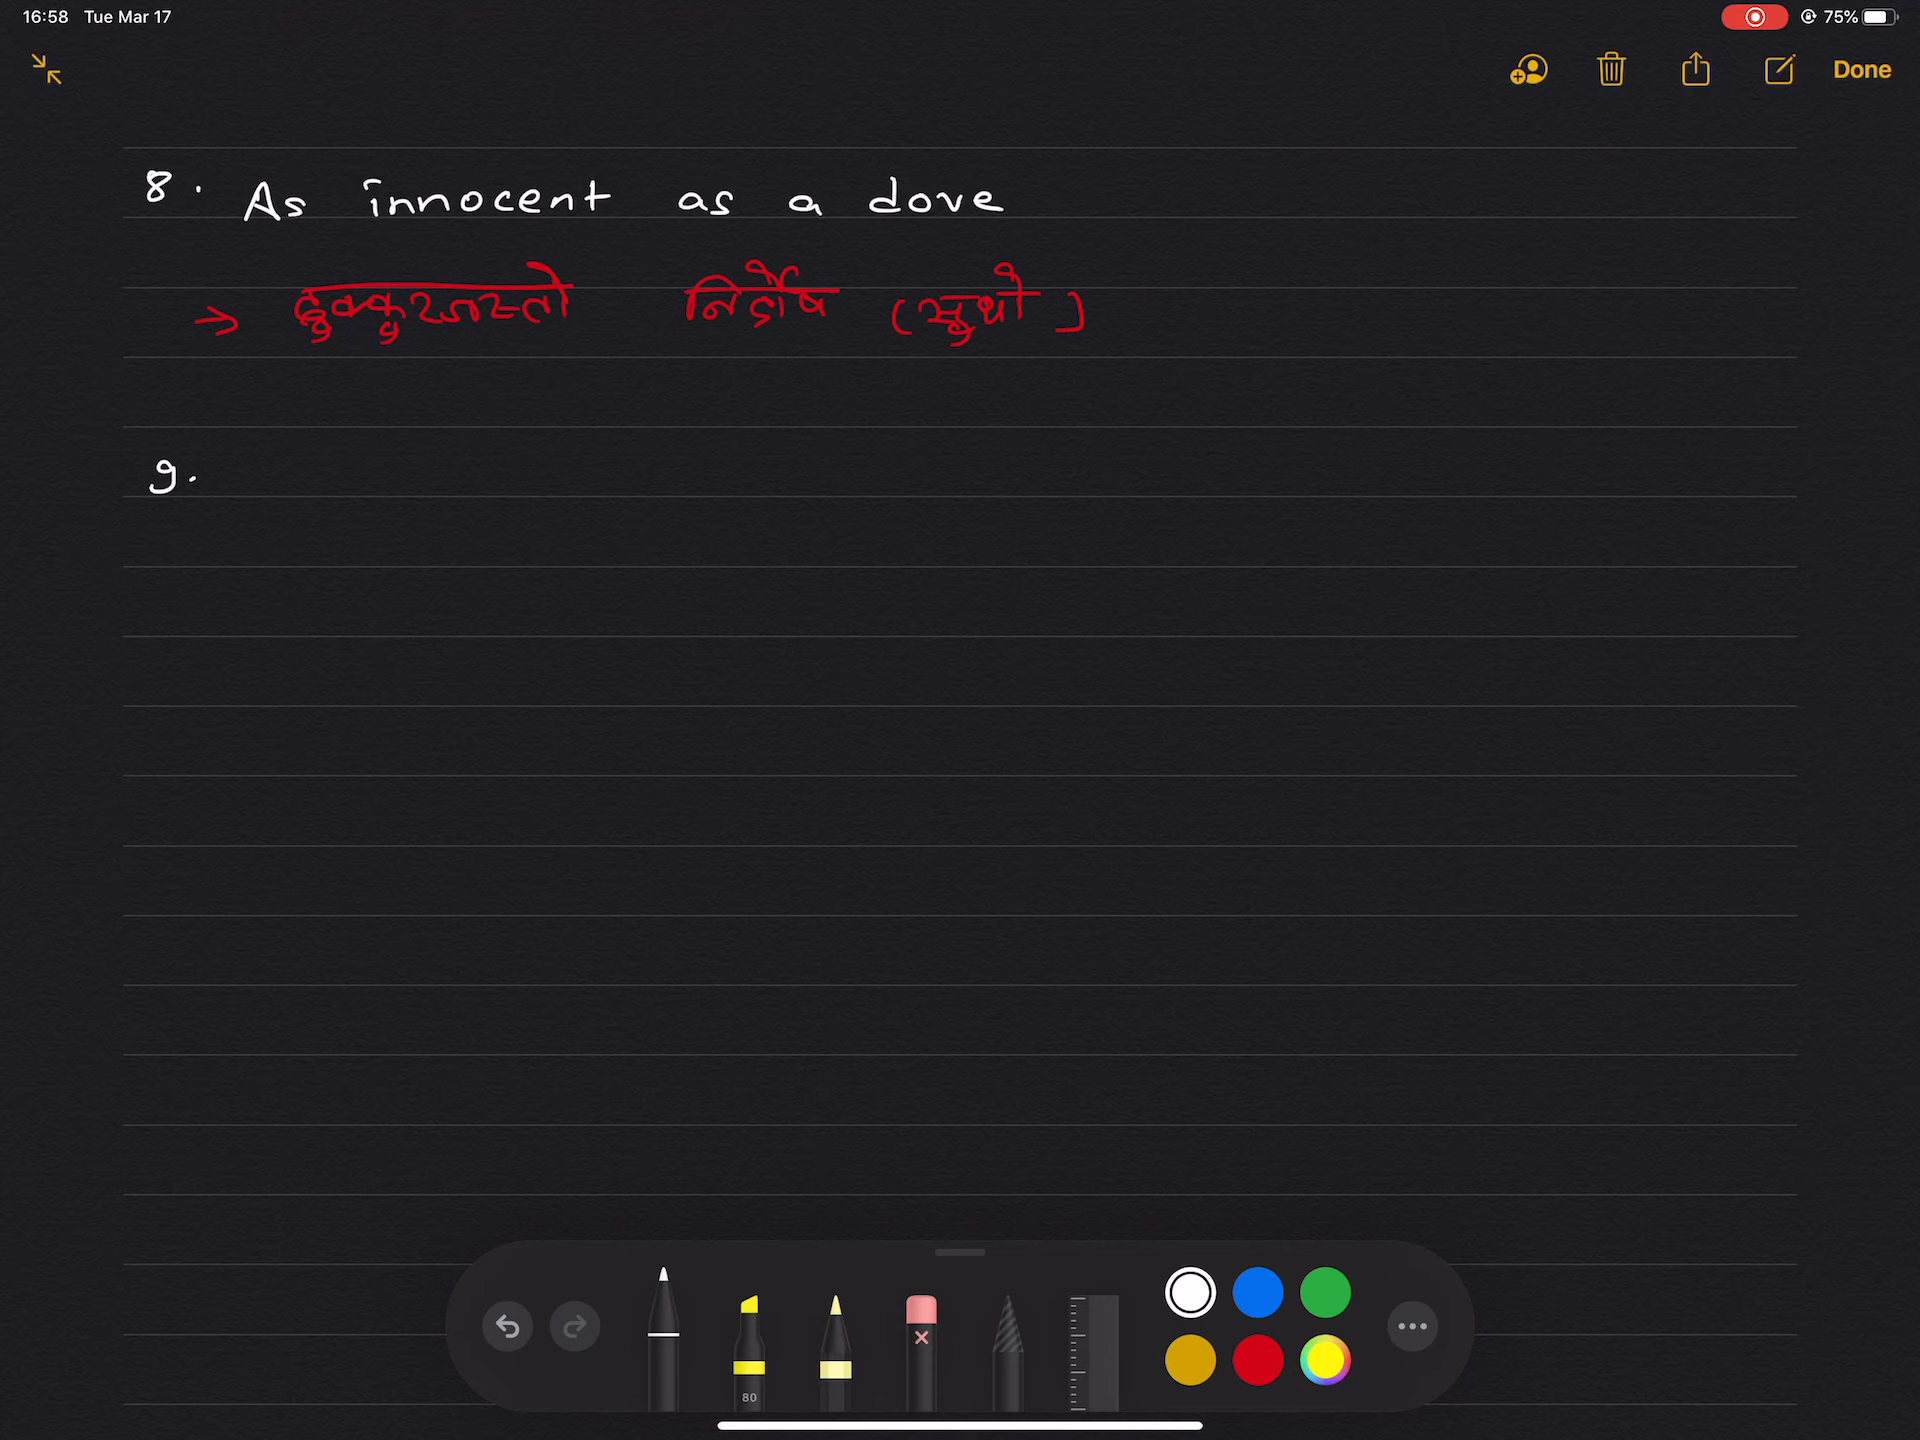 16:58 Tue Mar 17 75%
Done
8. As innocent as a dove
→ ढुक्कुरजस्तो निर्दोष (सुधो)
9.
80